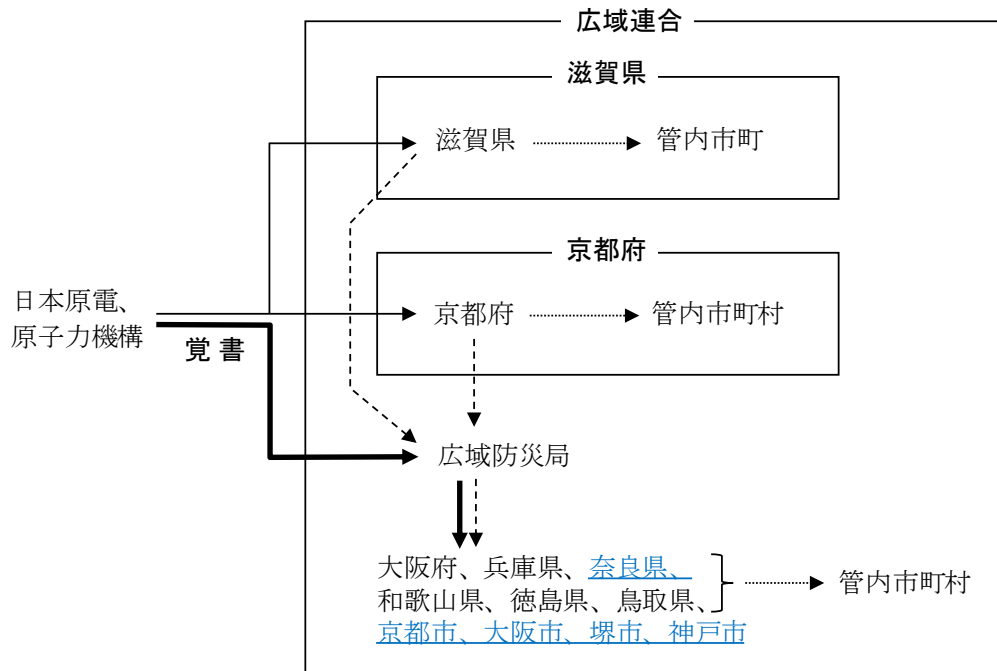 広域連合
滋賀県
滋賀県
管内市町
京都府
日本原電、
原子力機構
京都府
管内市町村
覚書
広域防災局
大阪府、兵庫県、奈良県、
和歌山県、徳島県、鳥取県、
京都市、大阪市、堺市、神戸市
管内市町村